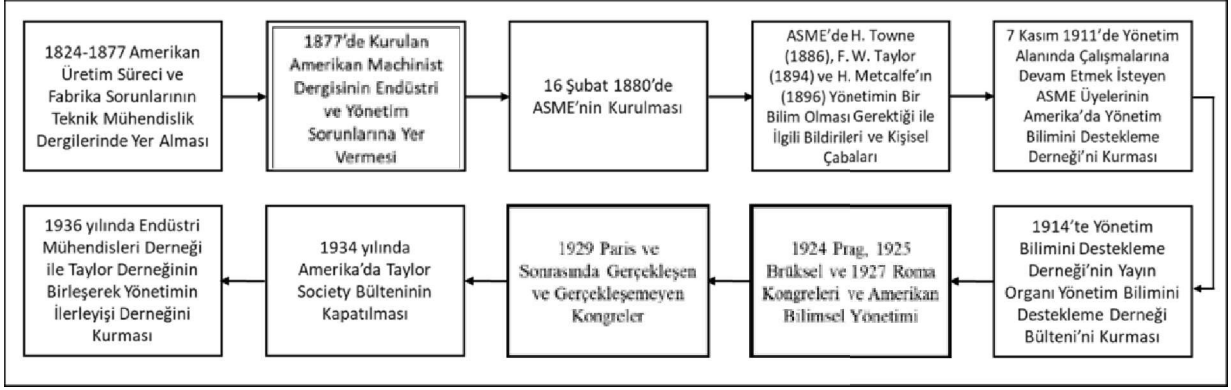 1824-1877 Amerikan
Üretim Süreci ve
Fabrika Sorunlarının
Teknik Mühendislik
Dergilerinde Yer Alması
1877’de Kurulan
Amerikan Machinist
Dergisinin Endüstri
ve Yönetim
Sorunlarına Yer
Vermesi
16 Şubat 1880’de
ASME’nin Kurulması
ASME’de H. Towne
(1886), F. W. Taylor
(1894) ve H. Metcalfe’ın
(1896) Yönetimin Bir
Bilim Olması Gerektiği ile
İlgili Bildirileri ve Kişisel
Çabaları
7 Kasım 1911’de Yönetim
Alanında Çalışmalarına
Devam Etmek İsteyen
ASME Üyelerinin
Amerika’da Yönetim
Bilimini Destekleme
Derneği’ni Kurması
1914’te Yönetim
Bilimini Destekleme
Derneği’nin Yayın
Organı Yönetim Bilimini
Destekleme Derneği
Bülteni’ni Kurması
1924 Prag, 1925
Brüksel ve 1927 Roma
Kongreleri ve Amerikan
Bilimsel Yönetimi
1929 Paris ve
Sonrasında Gerçekleşen
ve Gerçekleşemeyen
Kongreler
1934 yılında
Amerika’da Taylor
Society Bülteninin
Kapatılması
1936 yılında Endüstri
Mühendisleri Derneği
ile Taylor Derneğinin
Birleşerek Yönetimin
İlerleyişi Derneğini
Kurması